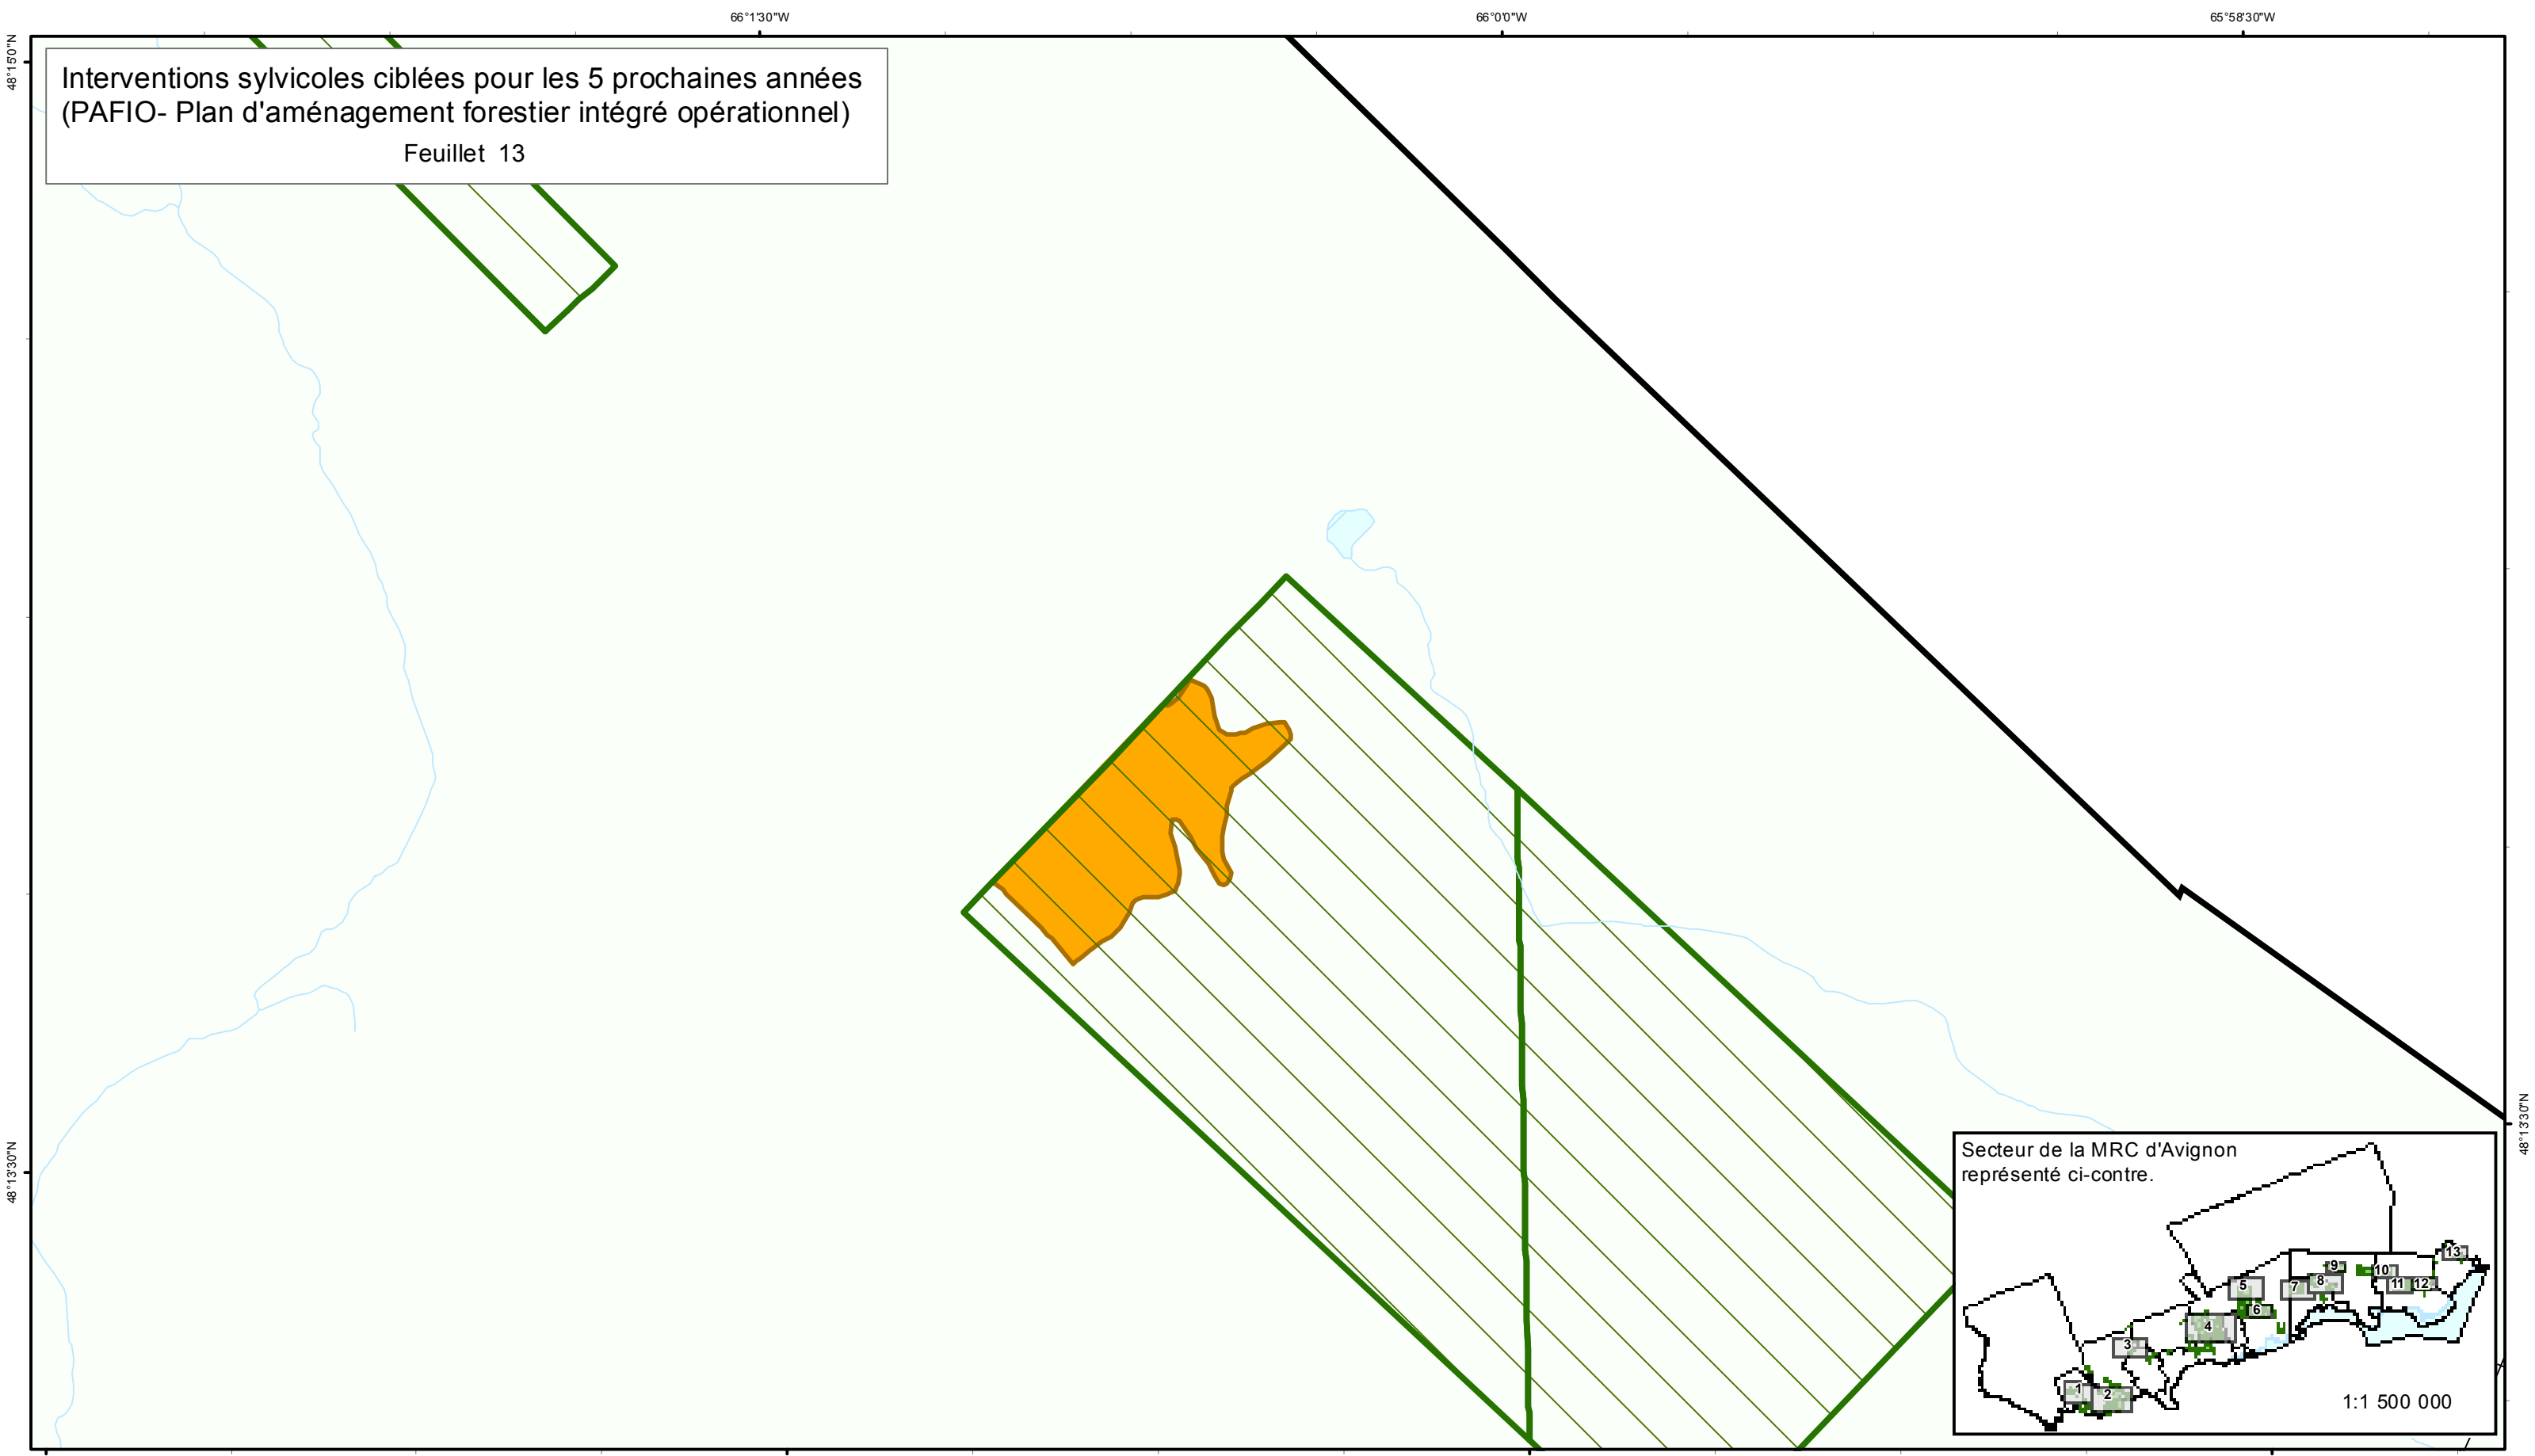 66°1'30"W
66°0'0"W
65°58'30"W
48°15'0"N
Interventions sylvicoles ciblées pour les 5 prochaines années
(PAFIO- Plan d'aménagement forestier intégré opérationnel)
Feuillet 13
48°13'30"N
48°13'30"N
Secteur de la MRC d'Avignon
représenté ci-contre.
13
9
10
5
7
8
11
12
6
4
3
1
2
1:1 500 000